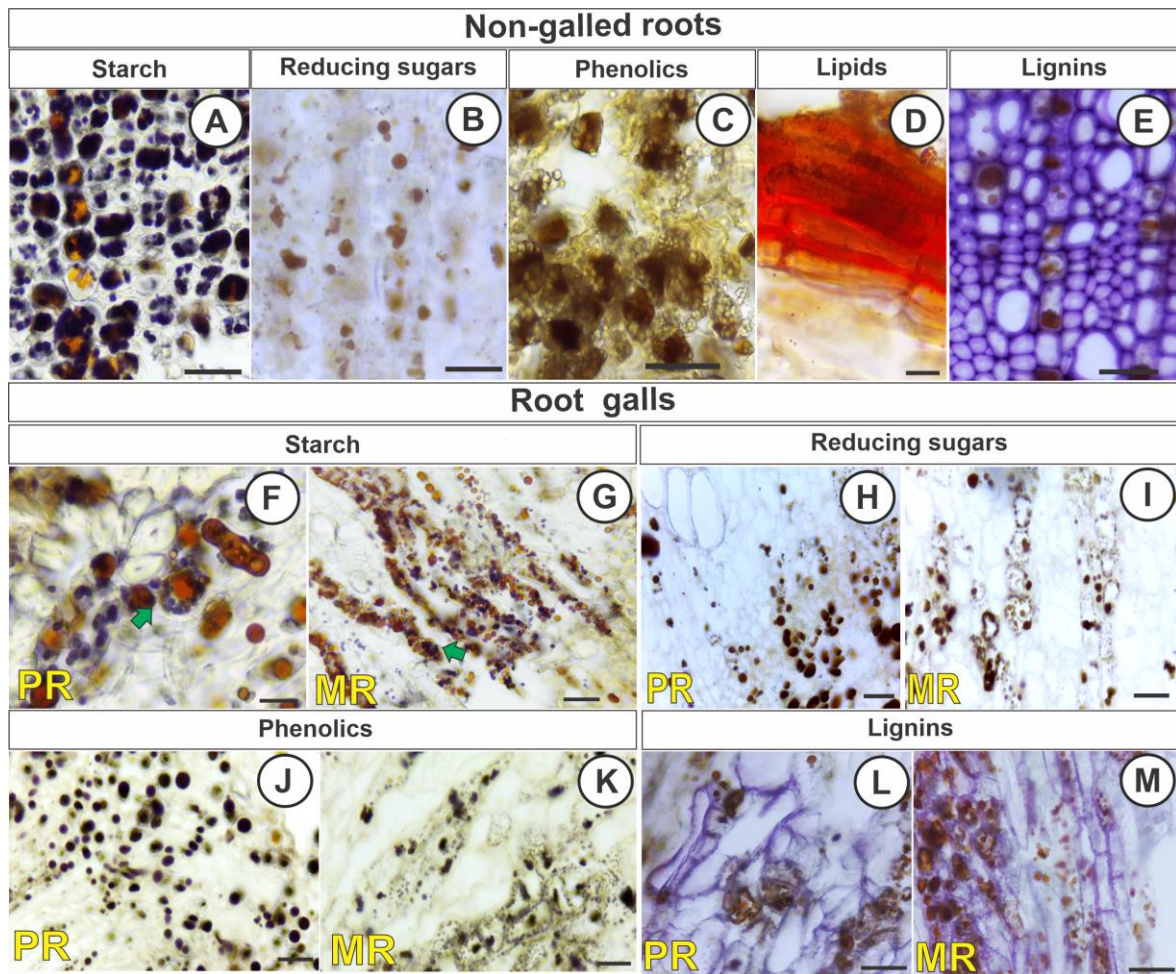 Non-galled roots
Starch
Reducing sugars
Phenolics
Lipids
Lignins
A
B
C
D
E
Root galls
Starch
Reducing sugars
F
G
H
I
PR
MR
PR
MR
Phenolics
Lignins
J
K
L
M
PR
MR
PR
MR